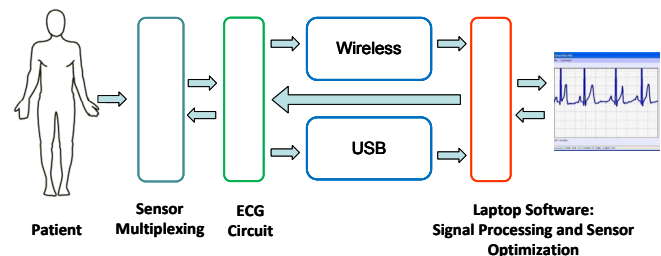 Wireless
USB
Patient
Sensor
Multiplexing
ECG
Circuit
Laptop Software:
Signal Processing and Sensor
Optimization